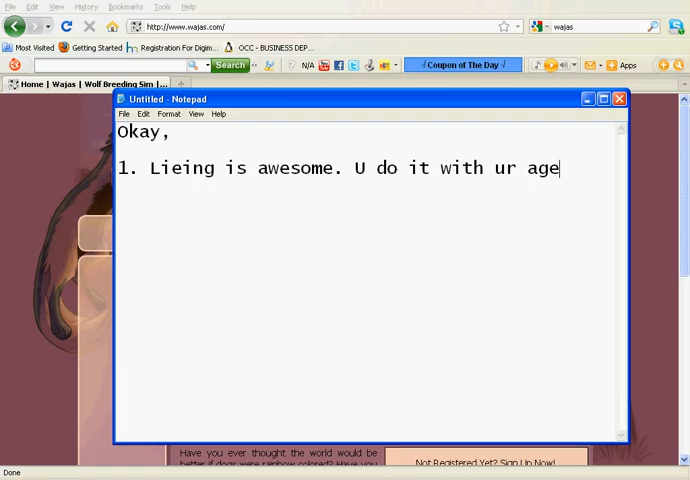 File Edit View History Bookmarks Tools Help
http://www.wajas.com/
wajas
Most Visited Getting Started Registration For Digim... OCC - BUSINESS DEP...
Search N/A √ Coupon of The Day √ Apps
Home | Wajas | Wolf Breeding Sim |...
Untitled - Notepad
File Edit Format View Help
Okay,
1. Lieing is awesome. U do it with ur age
Have you ever thought the world would be
better if dogs were rainbow colored? Have you
Not Registered Yet? Sign Up Now!
Done